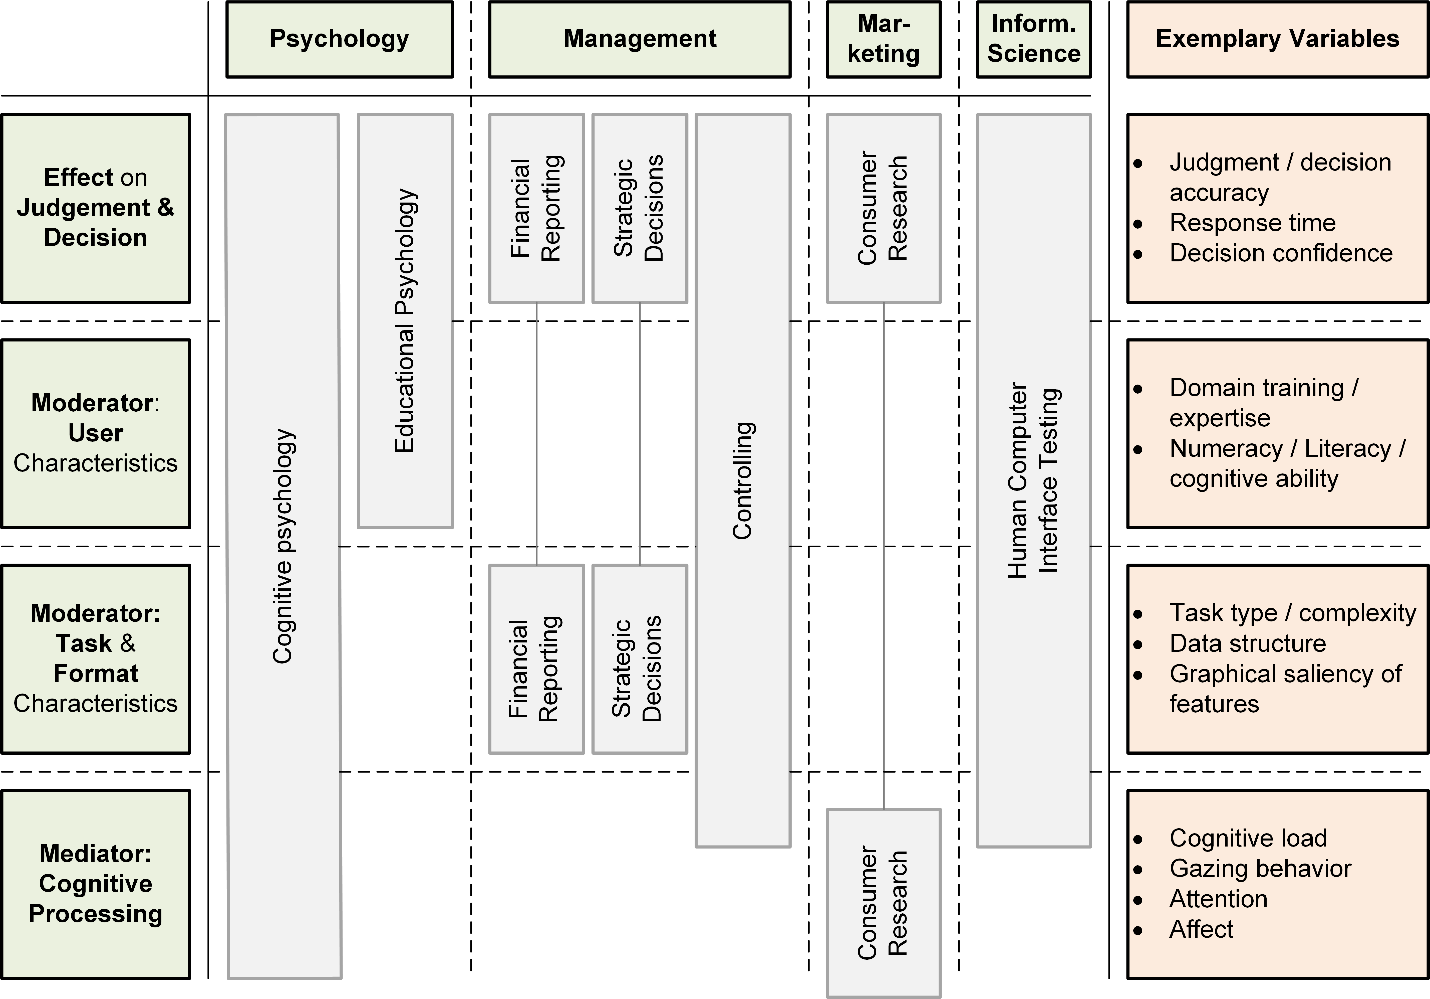 Psychology
Management
Mar-
keting
Inform.
Science
Exemplary Variables
Effect on
Judgement &
Decision
Cognitive psychology
Educational Psychology
Financial
Reporting
Strategic
Decisions
Controlling
Consumer
Research
Human Computer
Interface Testing
• Judgment / decision
accuracy
• Response time
• Decision confidence
Moderator:
User
Characteristics
• Domain training /
expertise
• Numeracy / Literacy /
cognitive ability
Moderator:
Task &
Format
Characteristics
Financial
Reporting
Strategic
Decisions
• Task type / complexity
• Data structure
• Graphical saliency of
features
Mediator:
Cognitive
Processing
Consumer
Research
• Cognitive load
• Gazing behavior
• Attention
• Affect